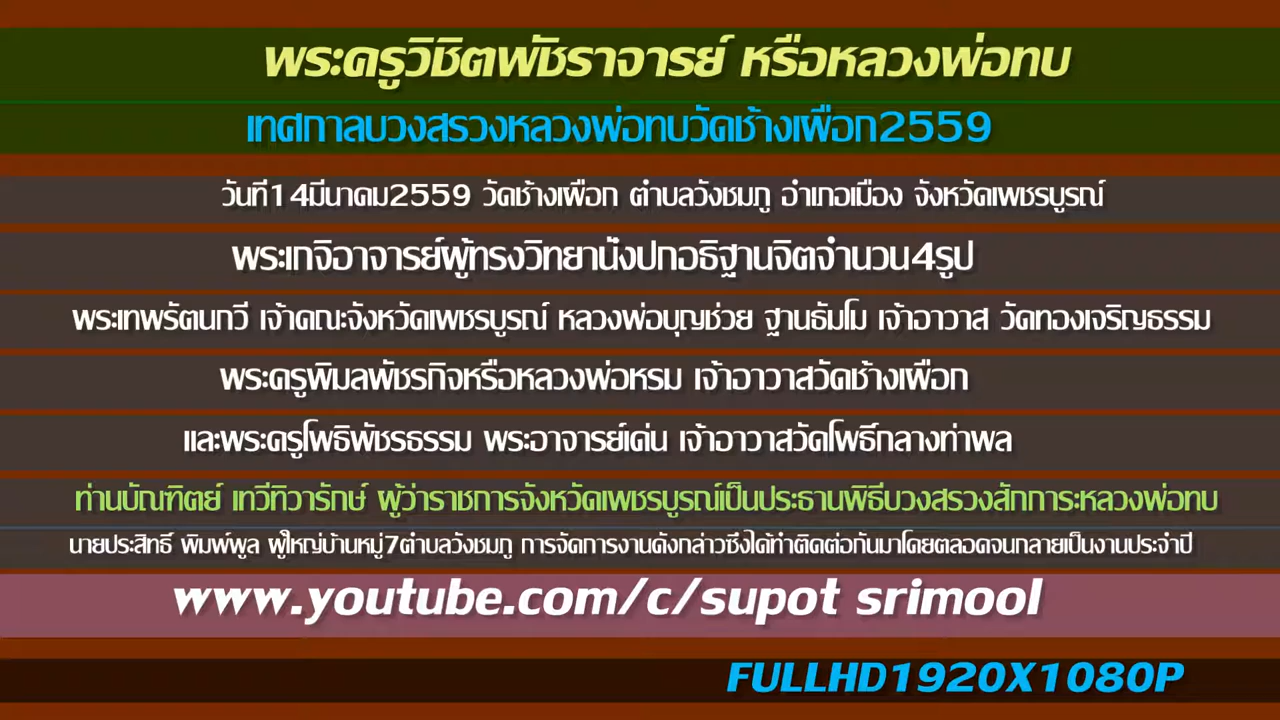 พระครูวิชิตพัชราจารย์ หรือหลวงพ่อทบ
เทศกาลบวงสรวงหลวงพ่อทบวัดช้างเผือก2559
วันที่14มีนาคม2559 วัดช้างเผือก ตำบลวังชมภู อำเภอเมือง จังหวัดเพชรบูรณ์
พระเกจิอาจารย์ผู้ทรงวิทยานั่งปกอธิฐานจิตจำนวน4รูป
พระเทพรัตนกวี เจ้าคณะจังหวัดเพชรบูรณ์ หลวงพ่อบุญช่วย ฐานธัมโม เจ้าอาวาส วัดทองเจริญธรรม
พระครูพิมลพัชรกิจหรือหลวงพ่อหรม เจ้าอาวาสวัดช้างเผือก
และพระครูโพธิพัชรธรรม พระอาจารย์เด่น เจ้าอาวาสวัดโพธิ์กลางท่าพล
ท่านบัณฑิตย์ เทวีทิวารักษ์ ผู้ว่าราชการจังหวัดเพชรบูรณ์เป็นประธานพิธีบวงสรวงสักการะหลวงพ่อทบ
นายประสิทธิ์ พิมพ์พูล ผู้ใหญ่บ้านหมู่7ตำบลวังชมภู การจัดการงานดังกล่าวซึ่งได้ทำติดต่อกันมาโดยตลอดจนกลายเป็นงานประจำปี
www.youtube.com/c/supot srimool
FULLHD1920X1080P